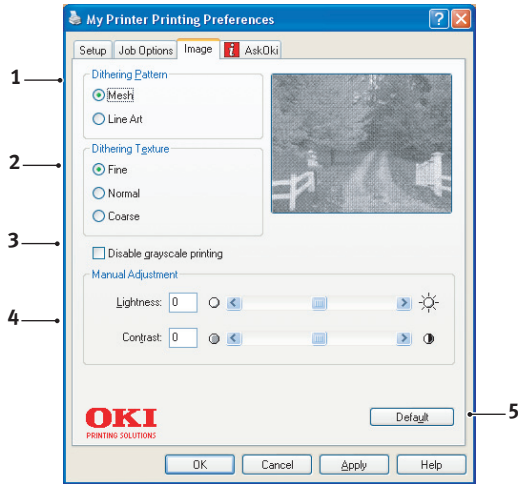 My Printer Printing Preferences
Setup Job Options Image i AskOki
1
Dithering Pattern
Mesh
Line Art
2
Dithering Texture
Fine
Normal
Coarse
3
Disable grayscale printing
Manual Adjustment
Lightness: 0
4
Contrast: 0
OKI
PRINTING SOLUTIONS
Default
5
OK Cancel Apply Help